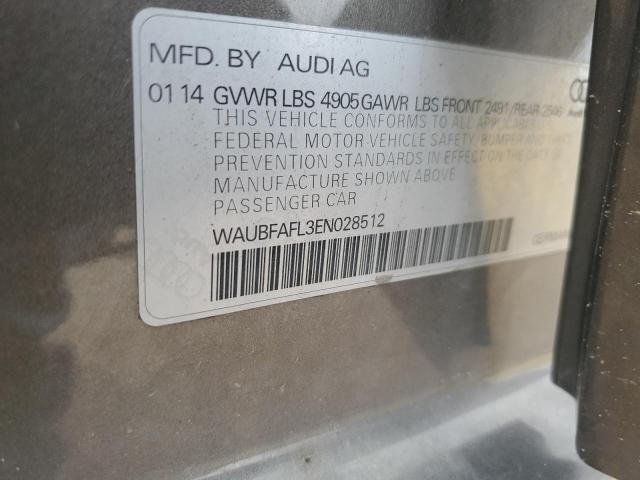 MFD. BY AUDI AG
01 14 GVWR LBS 4905 GAWR LBS FRONT 2491/REAR 2546
THIS VEHICLE CONFORMS TO ALL APPLICABLE
FEDERAL MOTOR VEHICLE SAFETY, BUMPER AND THEFT
PREVENTION STANDARDS IN EFFECT ON THE DATE OF
MANUFACTURE SHOWN ABOVE
PASSENGER CAR
WAUBFAFL3EN028512
GERMANY
Audi